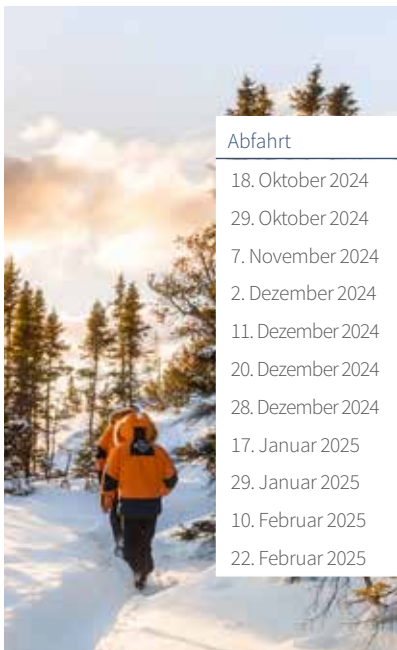 Abfahrt
18. Oktober 2024
29. Oktober 2024
7. November 2024
2. Dezember 2024
11. Dezember 2024
20. Dezember 2024
28. Dezember 2024
17. Januar 2025
29. Januar 2025
10. Februar 2025
22. Februar 2025